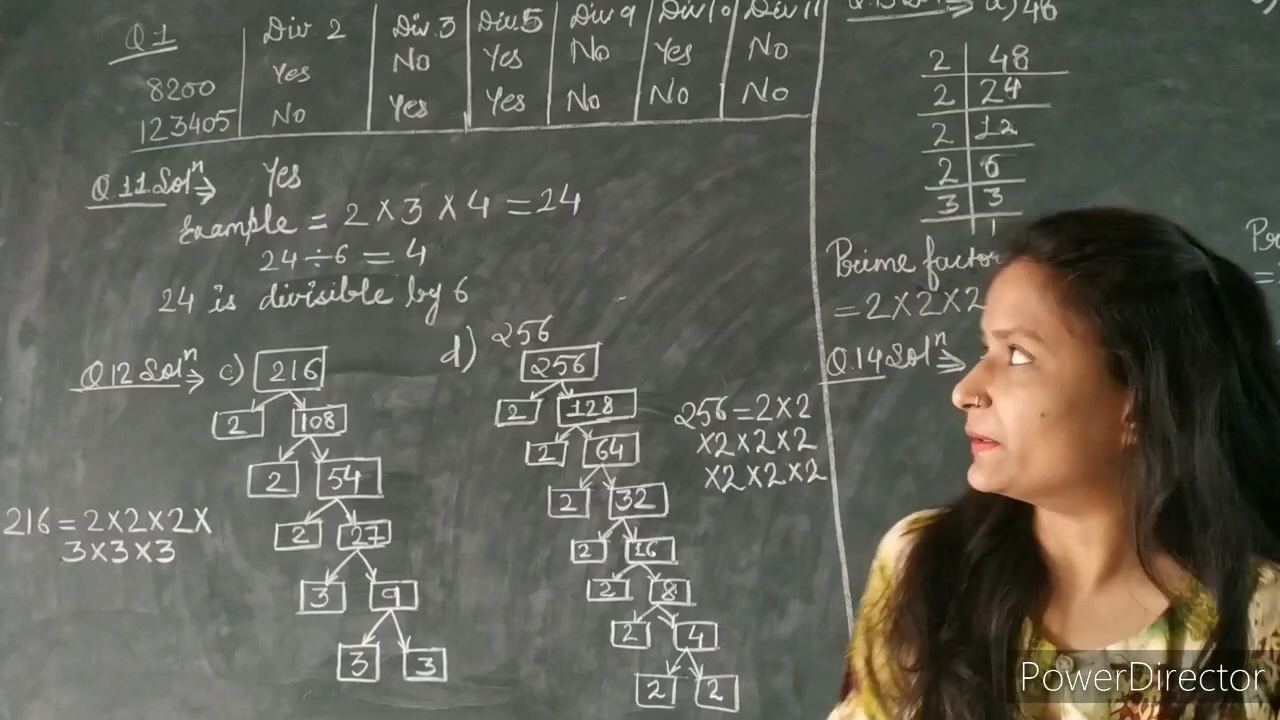 Q.1 Div. 2 Div. 3 Div. 5 Div 9 Div 10 Div 11
8200 Yes No Yes No Yes No
123405 No Yes Yes No No No
Q.11 Solⁿ ⇒ Yes
Example = 2 × 3 × 4 = 24
24 ÷ 6 = 4
24 is divisible by 6
Q.12 Solⁿ ⇒ c) 216
2 108
2 54
2 27
3 9
3 3
216 = 2×2×2×
3×3×3
d) 256
256
2 128
2 64
2 32
2 16
2 8
2 4
2 2
256 = 2×2
×2×2×2
×2×2×2
⇒ a) 48
2 48
2 24
2 12
2 6
3 3
1
Prime factor
= 2×2×2
Q.14 Solⁿ ⇒
PowerDirector